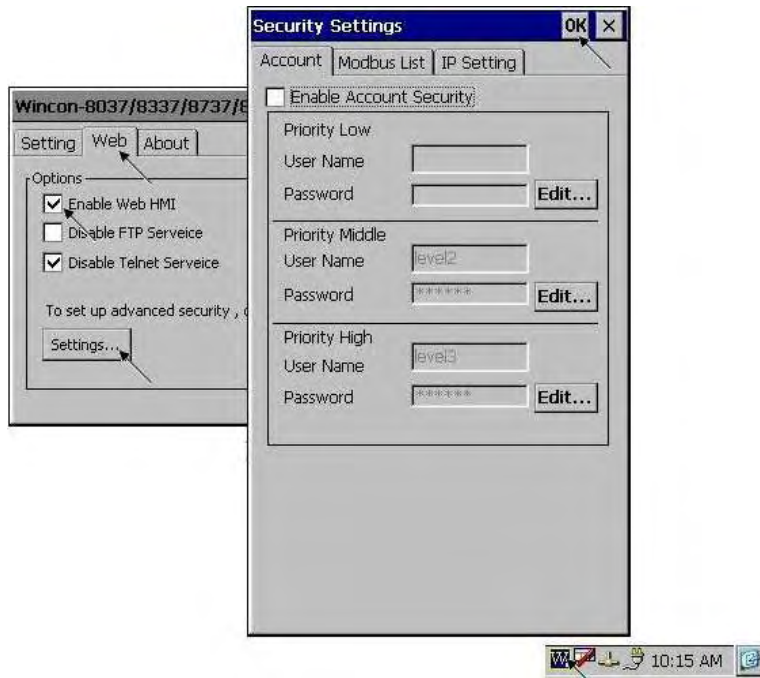 Security Settings OK ×
Account Modbus List IP Setting
Enable Account Security
Priority Low
User Name
Password Edit...
Priority Middle
User Name level2
Password ****** Edit...
Priority High
User Name level3
Password ****** Edit...
Wincon-8037/8337/8737/8
Setting Web About
Options
Enable Web HMI
Disable FTP Serveice
Disable Telnet Serveice
To set up advanced security ,
Settings...
W 10:15 AM